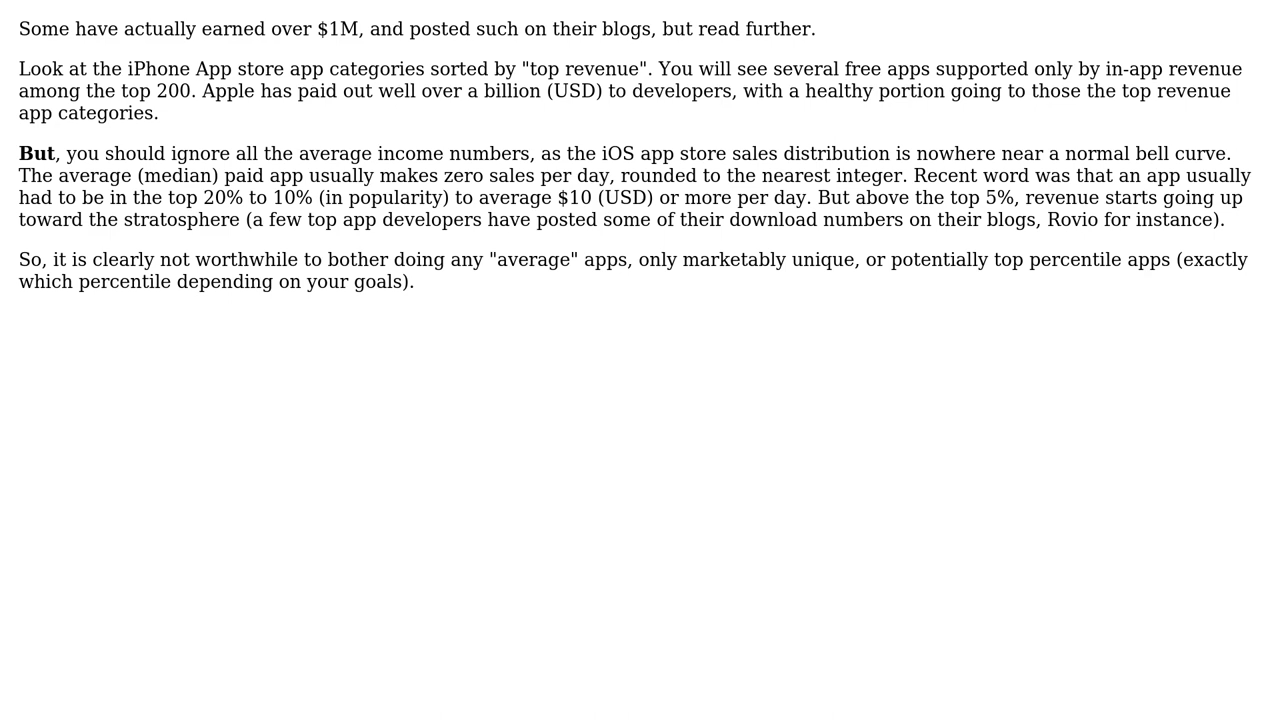 Some have actually earned over $1M, and posted such on their blogs, but read further.
Look at the iPhone App store app categories sorted by "top revenue". You will see several free apps supported only by in-app revenue
among the top 200. Apple has paid out well over a billion (USD) to developers, with a healthy portion going to those the top revenue
app categories.
But, you should ignore all the average income numbers, as the iOS app store sales distribution is nowhere near a normal bell curve.
The average (median) paid app usually makes zero sales per day, rounded to the nearest integer. Recent word was that an app usually
had to be in the top 20% to 10% (in popularity) to average $10 (USD) or more per day. But above the top 5%, revenue starts going up
toward the stratosphere (a few top app developers have posted some of their download numbers on their blogs, Rovio for instance).
So, it is clearly not worthwhile to bother doing any "average" apps, only marketably unique, or potentially top percentile apps (exactly
which percentile depending on your goals).